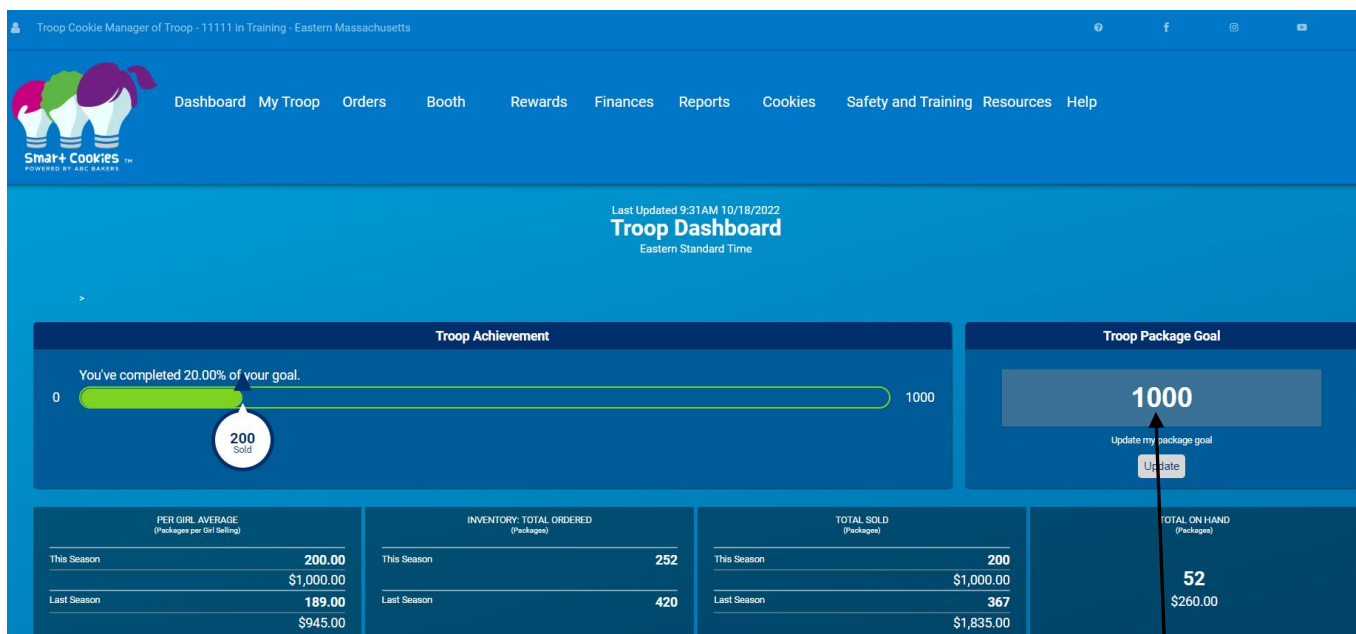 Troop Cookie Manager of Troop - 11111 in Training - Eastern Massachusetts
Dashboard My Troop Orders Booth Rewards Finances Reports Cookies Safety and Training Resources Help
Smart Cookies TM
POWERED BY ABC BAKERS
Last Updated 9:31AM 10/18/2022
Troop Dashboard
Eastern Standard Time
>
Troop Achievement
You've completed 20.00% of your goal.
0 1000
200
Sold
Troop Package Goal
1000
Update my package goal
Update
PER GIRL AVERAGE
(Packages per Girl Selling)
This Season 200.00
$1,000.00
Last Season 189.00
$945.00
INVENTORY: TOTAL ORDERED
(Packages)
This Season 252
Last Season 420
TOTAL SOLD
(Packages)
This Season 200
$1,000.00
Last Season 367
$1,835.00
TOTAL ON HAND
(Packages)
52
$260.00